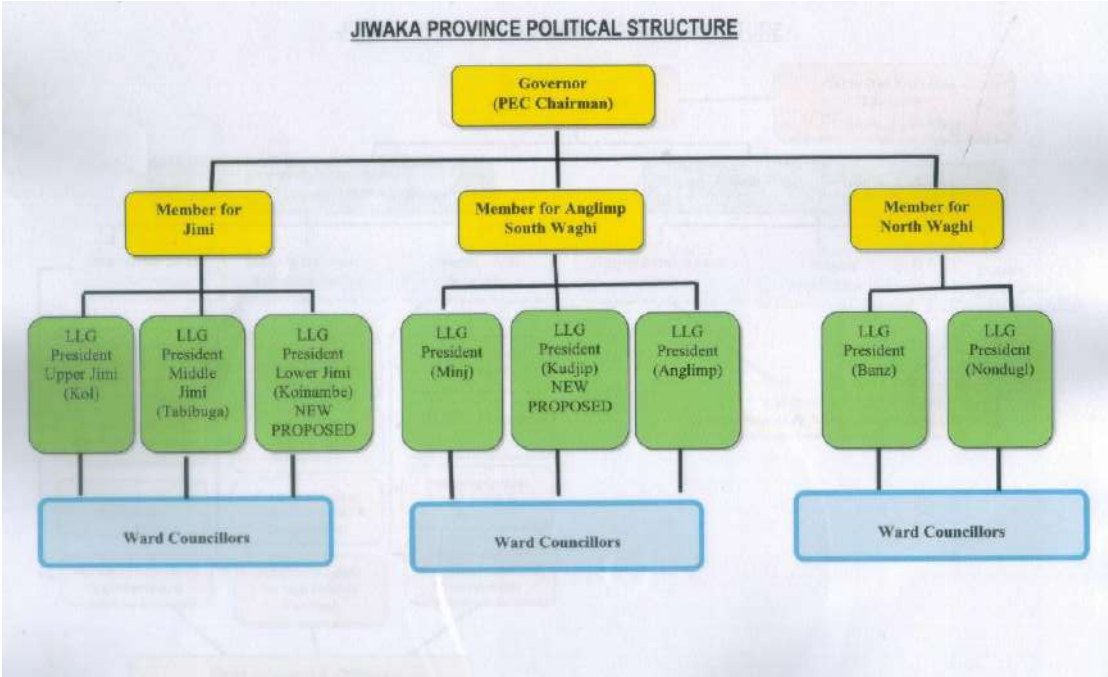 JIWAKA PROVINCE POLITICAL STRUCTURE
Governor
(PEC Chairman)
Member for
Jimi
Member for Anglimp
South Waghi
Member for
North Waghi
LLG
President
Upper Jimi
(Kol)
LLG
President
Middle
Jimi
(Tabibuga)
LLG
President
Lower Jimi
(Koinambe)
NEW
PROPOSED
LLG
President
(Minj)
LLG
President
(Kudjip)
NEW
PROPOSED
LLG
President
(Anglimp)
LLG
President
(Banz)
LLG
President
(Nondugl)
Ward Councillors
Ward Councillors
Ward Councillors